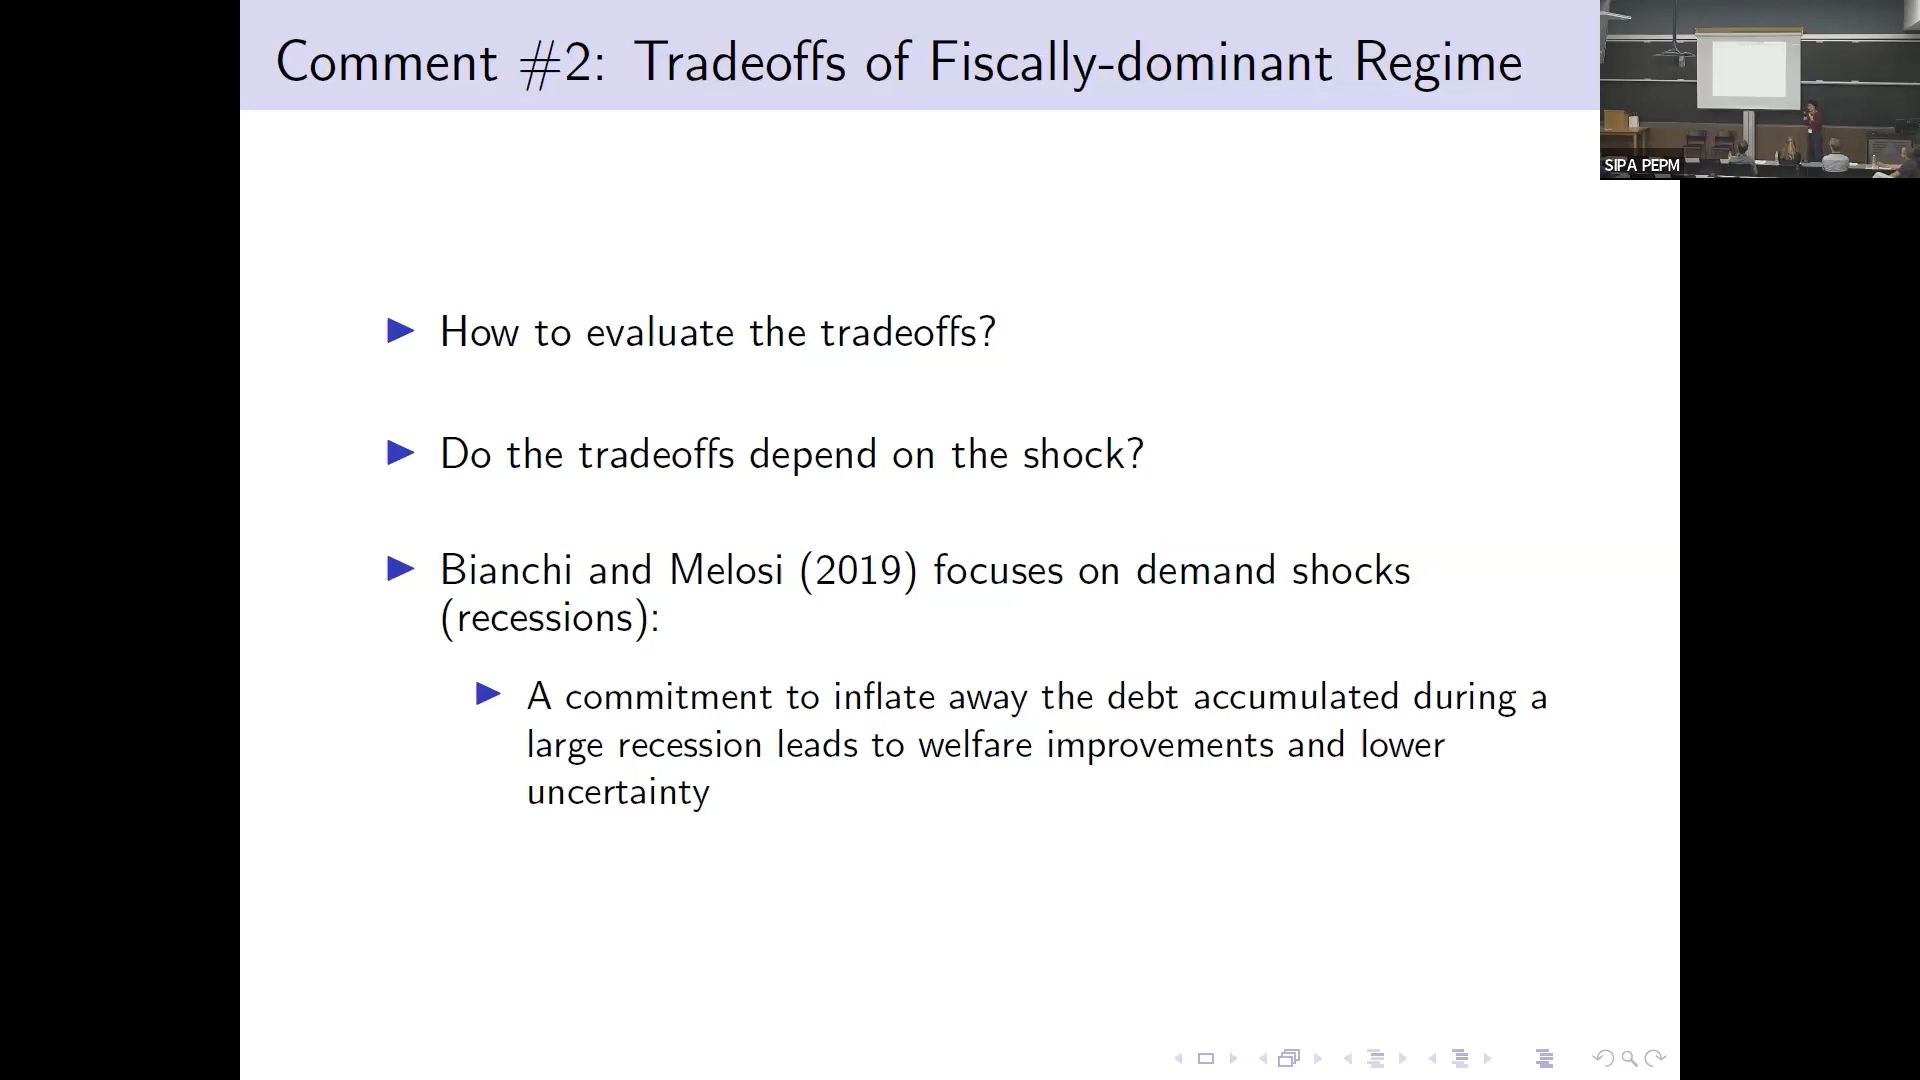 Comment #2: Tradeoffs of Fiscally-dominant Regime
SIPA PEPM
How to evaluate the tradeoffs?
Do the tradeoffs depend on the shock?
Bianchi and Melosi (2019) focuses on demand shocks
(recessions):
A commitment to inflate away the debt accumulated during a
large recession leads to welfare improvements and lower
uncertainty